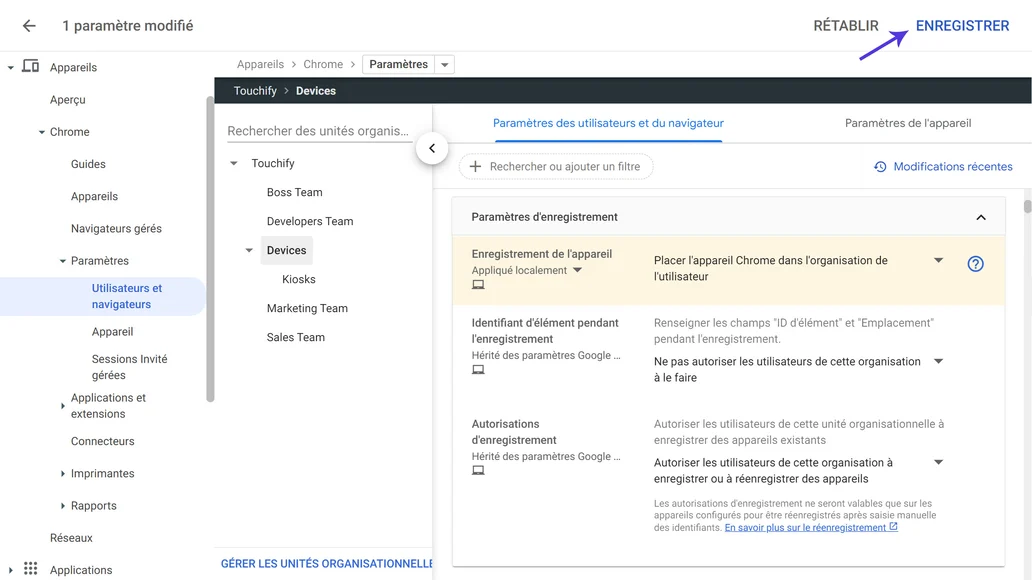 1 paramètre modifié
RÉTABLIR
ENREGISTRER
Appareils
Aperçu
Chrome
Guides
Appareils
Navigateurs gérés
Paramètres
Utilisateurs et
navigateurs
Appareil
Sessions Invité
gérées
Applications et
extensions
Connecteurs
Imprimantes
Rapports
Réseaux
Applications
Appareils > Chrome > Paramètres
Touchify > Devices
Rechercher des unités organis...
Touchify
Boss Team
Developers Team
Devices
Kiosks
Marketing Team
Sales Team
GÉRER LES UNITÉS ORGANISATIONNELLE
Paramètres des utilisateurs et du navigateur
Paramètres de l'appareil
Rechercher ou ajouter un filtre
Modifications récentes
Paramètres d'enregistrement
Enregistrement de l'appareil
Appliqué localement
Placer l'appareil Chrome dans l'organisation de
l'utilisateur
Identifiant d'élément pendant
l'enregistrement
Hérité des paramètres Google ...
Renseigner les champs "ID d'élément" et "Emplacement"
pendant l'enregistrement.
Ne pas autoriser les utilisateurs de cette organisation
à le faire
Autorisations
d'enregistrement
Hérité des paramètres Google ...
Autoriser les utilisateurs de cette unité organisationnelle à
enregistrer des appareils existants
Autoriser les utilisateurs de cette organisation à
enregistrer ou à réenregistrer des appareils
Les autorisations d'enregistrement ne seront valables que sur les
appareils configurés pour être réenregistrés après saisie manuelle
des identifiants. En savoir plus sur le réenregistrement